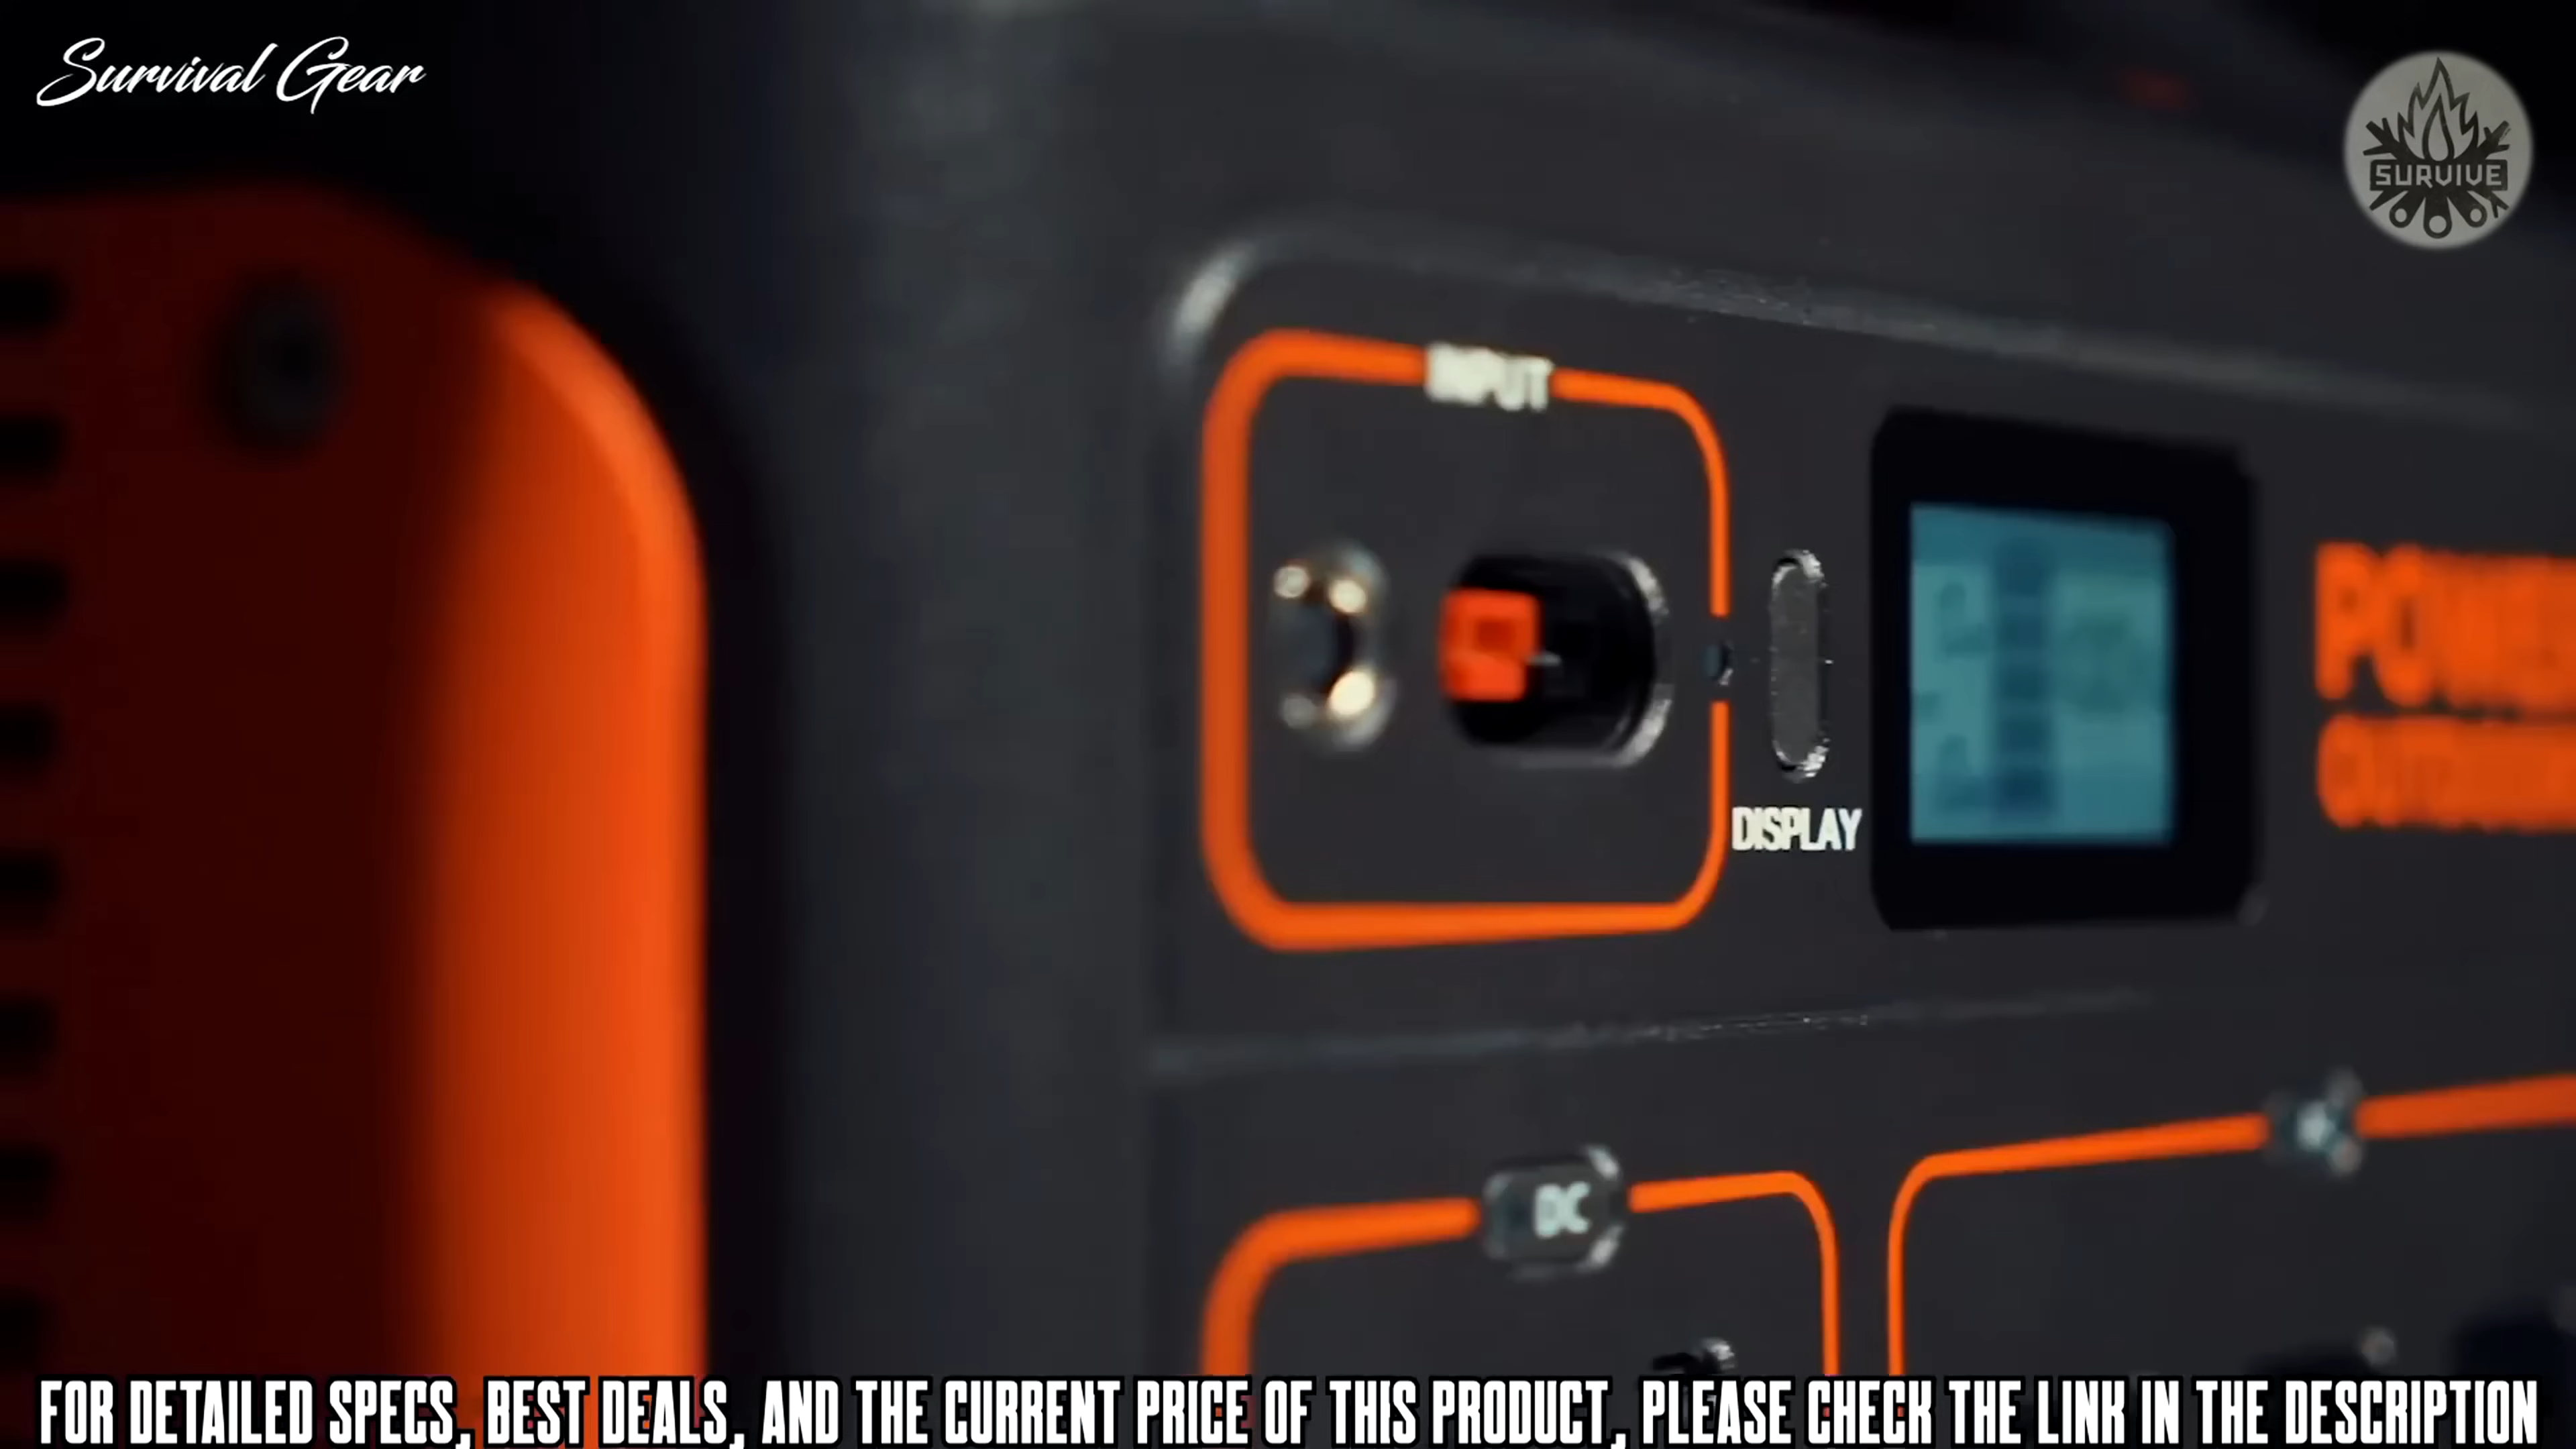 Survival Gear
SURVIVE
INPUT
DISPLAY
POWER
DC
FOR DETAILED SPECS, BEST DEALS, AND THE CURRENT PRICE OF THIS PRODUCT, PLEASE CHECK THE LINK IN THE DESCRIPTION